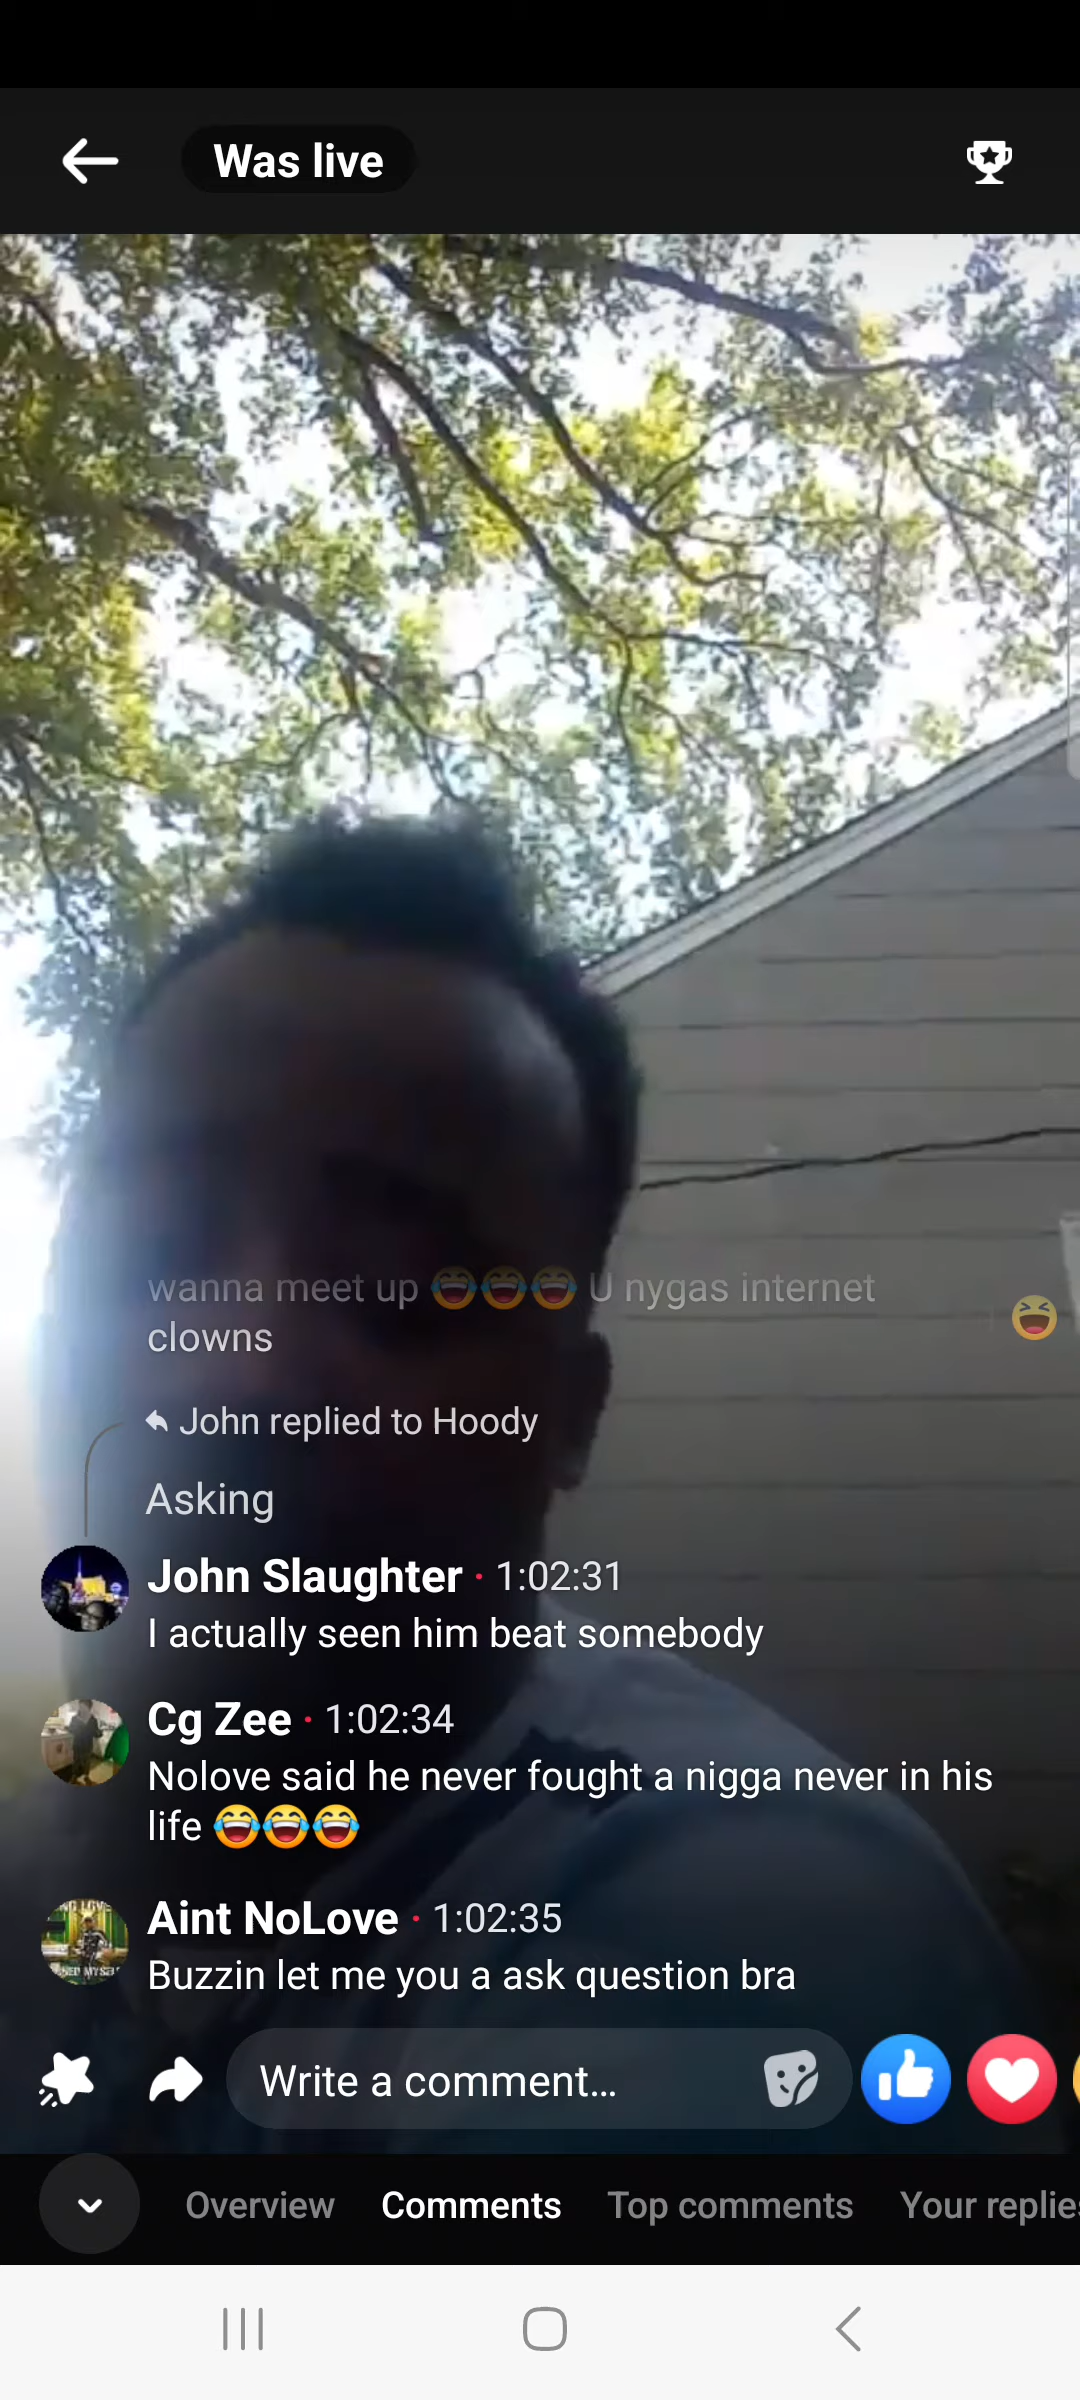 Was live
wanna meet up 😂😂😂 U nygas internet
clowns
John replied to Hoody
Asking
John Slaughter · 1:02:31
I actually seen him beat somebody
Cg Zee · 1:02:34
Nolove said he never fought a nigga never in his
life 😂😂😂
Aint NoLove · 1:02:35
Buzzin let me you a ask question bra
Write a comment...
Overview Comments Top comments Your replies